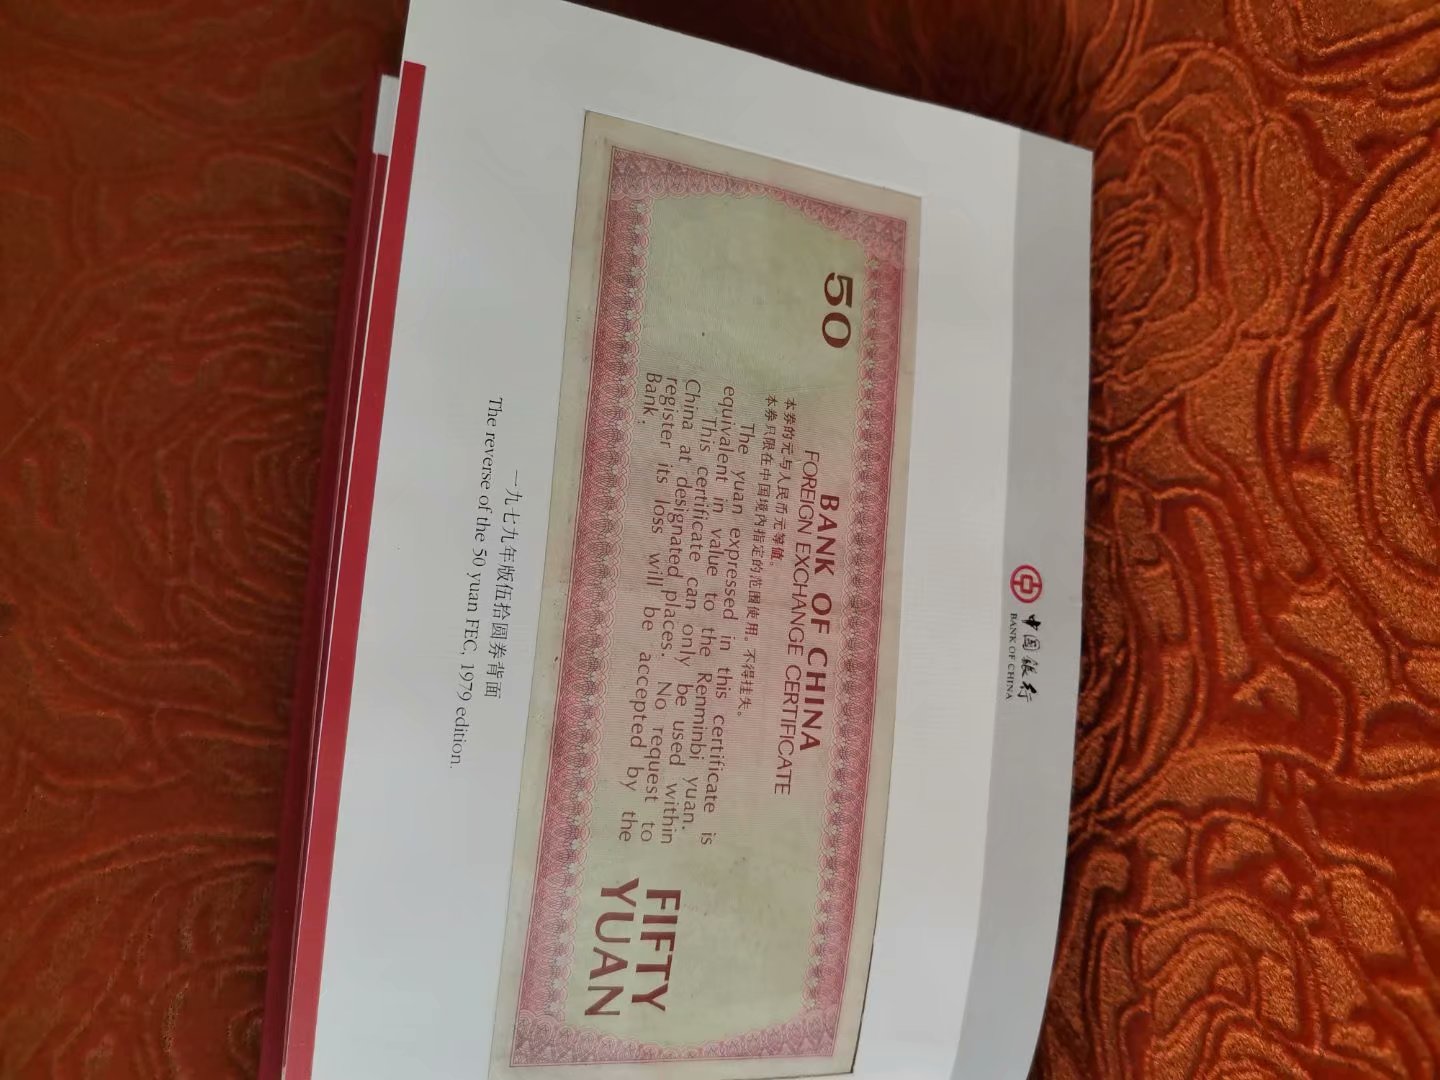 中国银行
BANK OF CHINA
50
BANK OF CHINA
FOREIGN EXCHANGE CERTIFICATE
本券的元与人民币元等值。
本券只限在中国境内指定的范围使用。不得挂失。
The yuan expressed in this certificate is
equivalent in value to the Renminbi yuan.
This certificate can only be used within
China at designated places. No request to
register its loss will be accepted by the
Bank.
FIFTY
YUAN
一九七九年版伍拾圆券背面
The reverse of the 50 yuan FEC, 1979 edition.